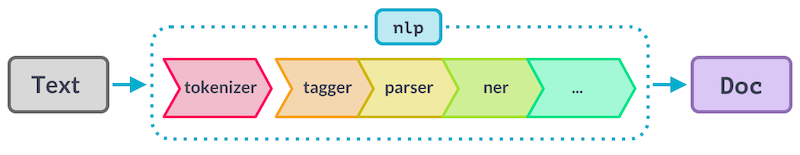 nlp
Text tokenizer tagger parser ner ... Doc